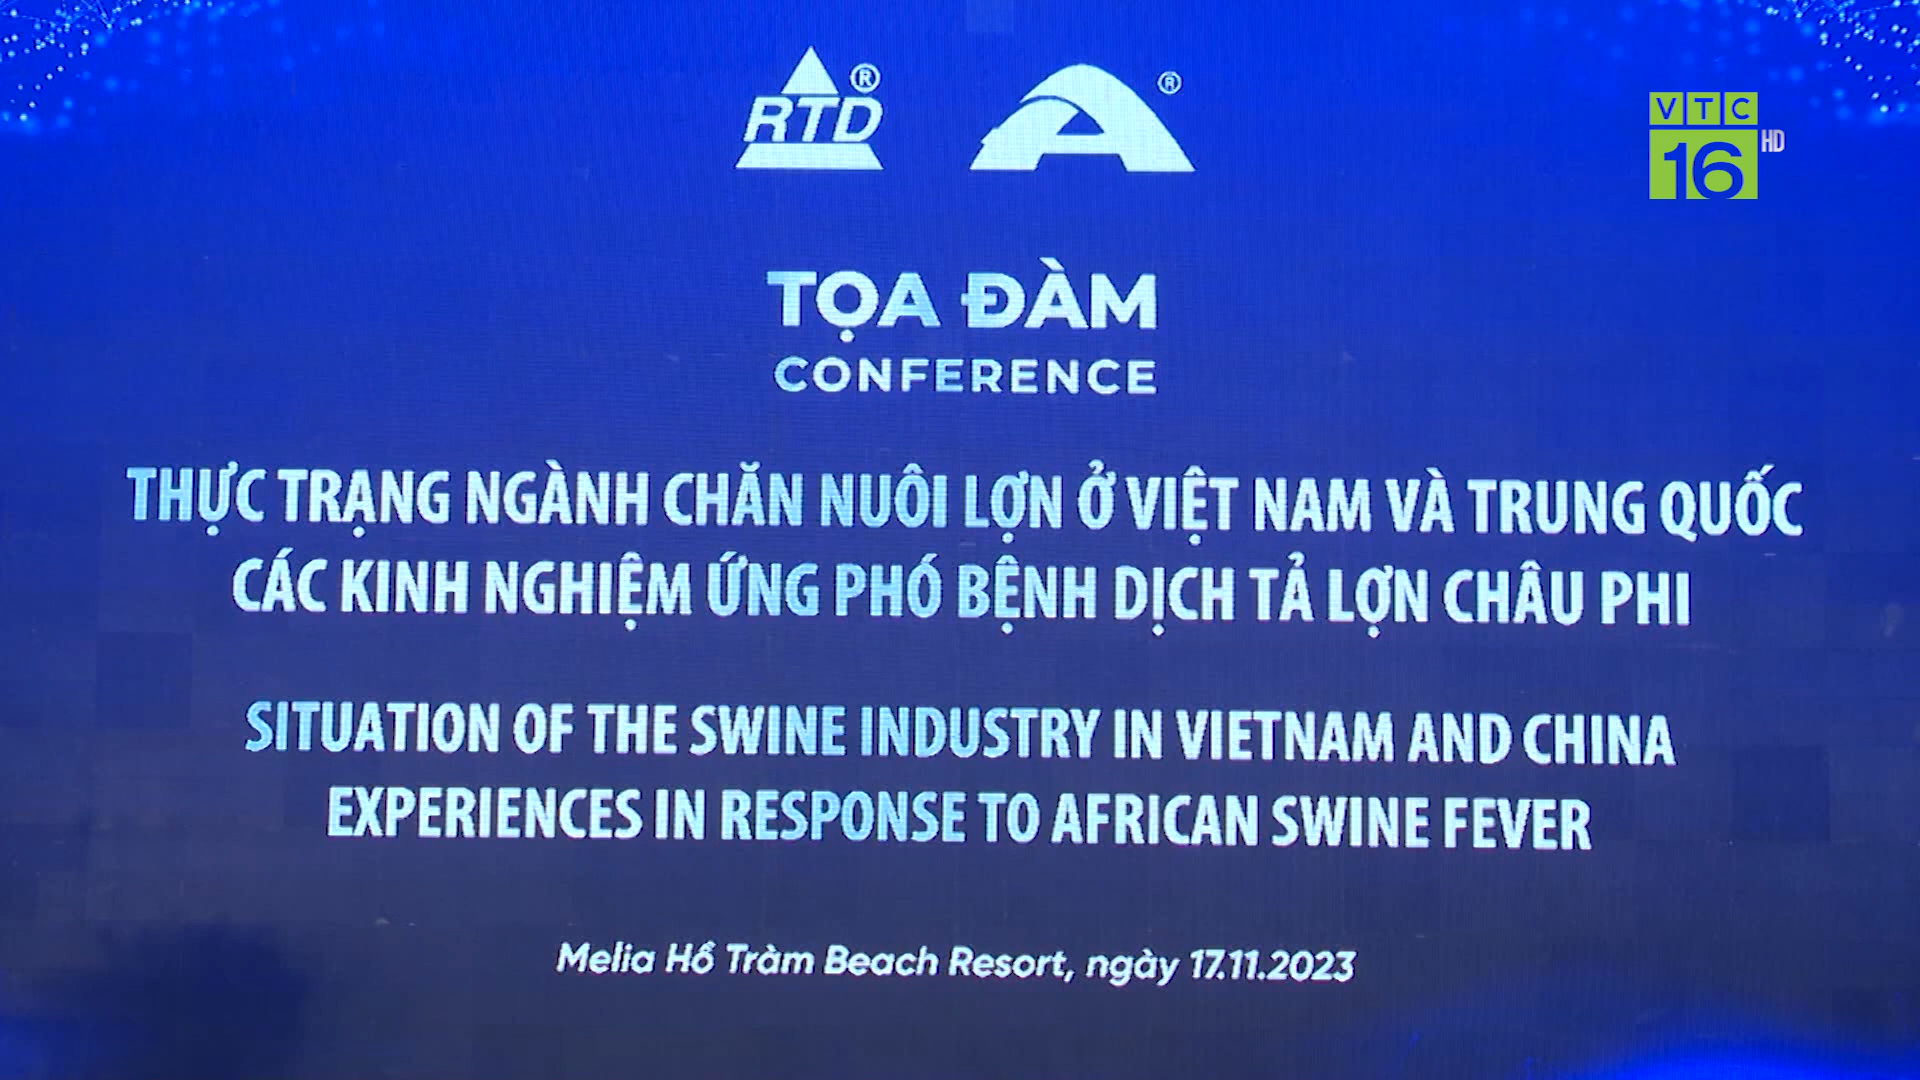 RTD®
®
VTC
16 HD
TỌA ĐÀM
CONFERENCE
THỰC TRẠNG NGÀNH CHĂN NUÔI LỢN Ở VIỆT NAM VÀ TRUNG QUỐC
CÁC KINH NGHIỆM ỨNG PHÓ BỆNH DỊCH TẢ LỢN CHÂU PHI
SITUATION OF THE SWINE INDUSTRY IN VIETNAM AND CHINA
EXPERIENCES IN RESPONSE TO AFRICAN SWINE FEVER
Melia Hồ Tràm Beach Resort, ngày 17.11.2023